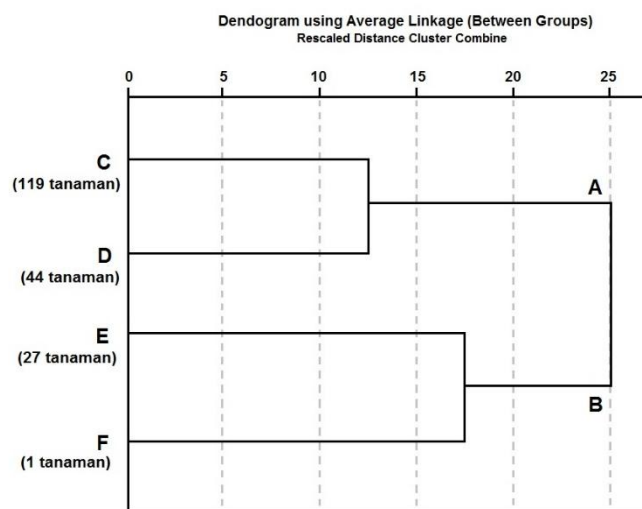 Dendogram using Average Linkage (Between Groups)
Rescaled Distance Cluster Combine
0 5 10 15 20 25
C
(119 tanaman)
A
D
(44 tanaman)
E
(27 tanaman)
B
F
(1 tanaman)